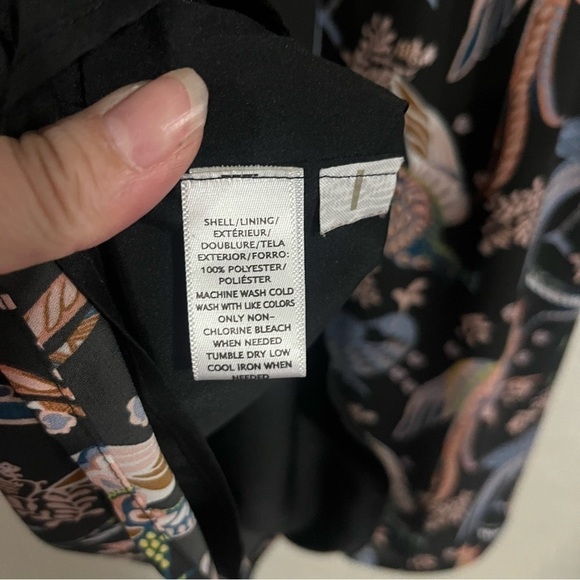 SHELL/LINING/
EXTÉRIEUR/
DOUBLURE/TELA
EXTERIOR/FORRO:
100% POLYESTER/
POLIÉSTER
MACHINE WASH COLD
WASH WITH LIKE COLORS
ONLY NON-
CHLORINE BLEACH
WHEN NEEDED
TUMBLE DRY LOW
COOL IRON WHEN
NEEDED